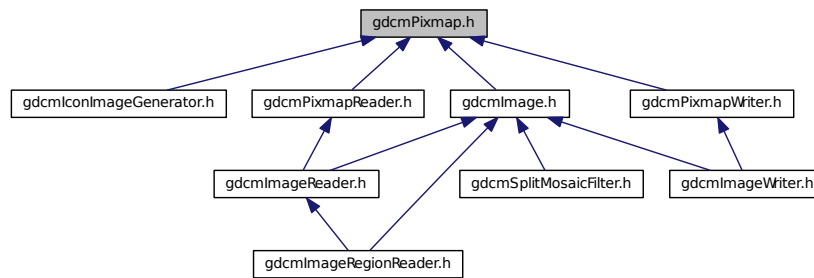 gdcmPixmap.h
gdcmIconImageGenerator.h
gdcmPixmapReader.h
gdcmImage.h
gdcmPixmapWriter.h
gdcmImageReader.h
gdcmSplitMosaicFilter.h
gdcmImageWriter.h
gdcmImageRegionReader.h